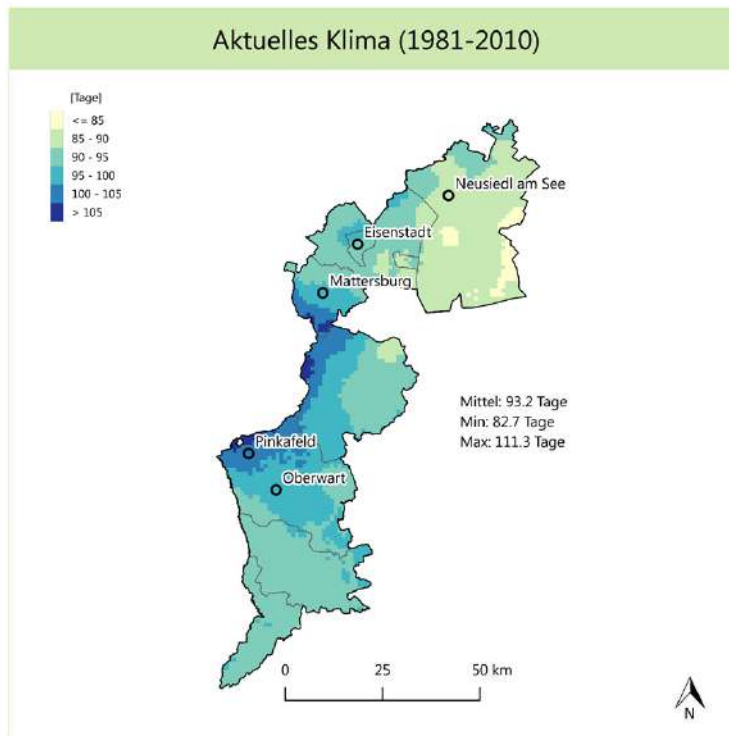 Aktuelles Klima (1981-2010)
[Tage]
<= 85
85 - 90
90 - 95
95 - 100
100 - 105
> 105
Neusiedl am See
Eisenstadt
Mattersburg
Mittel: 93.2 Tage
Min: 82.7 Tage
Max: 111.3 Tage
Pinkafeld
Oberwart
0 25 50 km
N